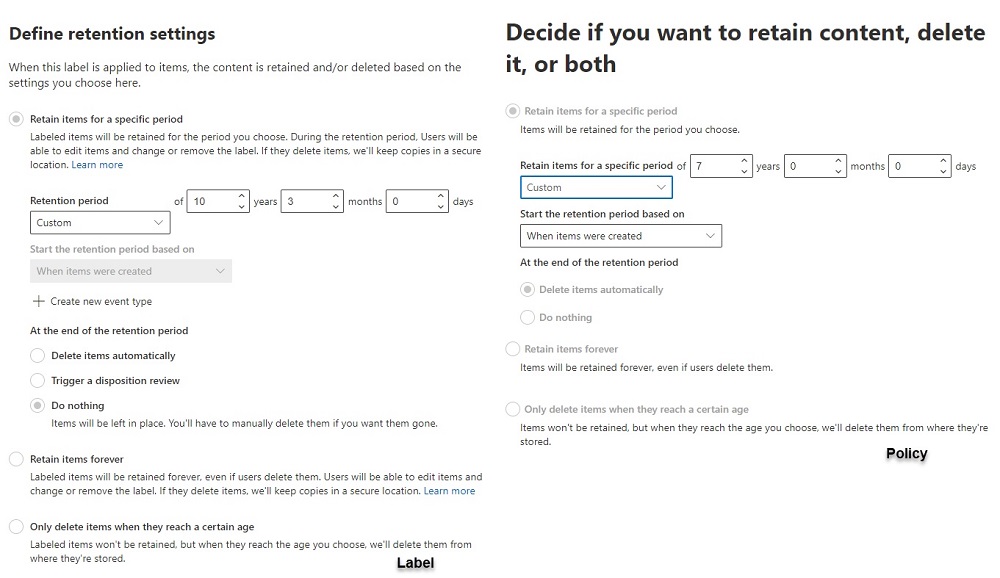 Define retention settings
When this label is applied to items, the content is retained and/or deleted based on the
settings you choose here.
Retain items for a specific period
Labeled items will be retained for the period you choose. During the retention period, Users will be
able to edit items and change or remove the label. If they delete items, we'll keep copies in a secure
location. Learn more
Retention period of 10 years 3 months 0 days
Custom
Start the retention period based on
When items were created
Create new event type
At the end of the retention period
Delete items automatically
Trigger a disposition review
Do nothing
Items will be left in place. You'll have to manually delete them if you want them gone.
Retain items forever
Labeled items will be retained forever, even if users delete them. Users will be able to edit items and
change or remove the label. If they delete items, we'll keep copies in a secure location. Learn more
Only delete items when they reach a certain age
Labeled items won't be retained, but when they reach the age you choose, we'll delete them from
where they're stored.
Label
Decide if you want to retain content, delete
it, or both
Retain items for a specific period
Items will be retained for the period you choose.
Retain items for a specific period of 7 years 0 months 0 days
Custom
Start the retention period based on
When items were created
At the end of the retention period
Delete items automatically
Do nothing
Retain items forever
Items will be retained forever, even if users delete them.
Only delete items when they reach a certain age
Items won't be retained, but when they reach the age you choose, we'll delete them from where they're
stored.
Policy